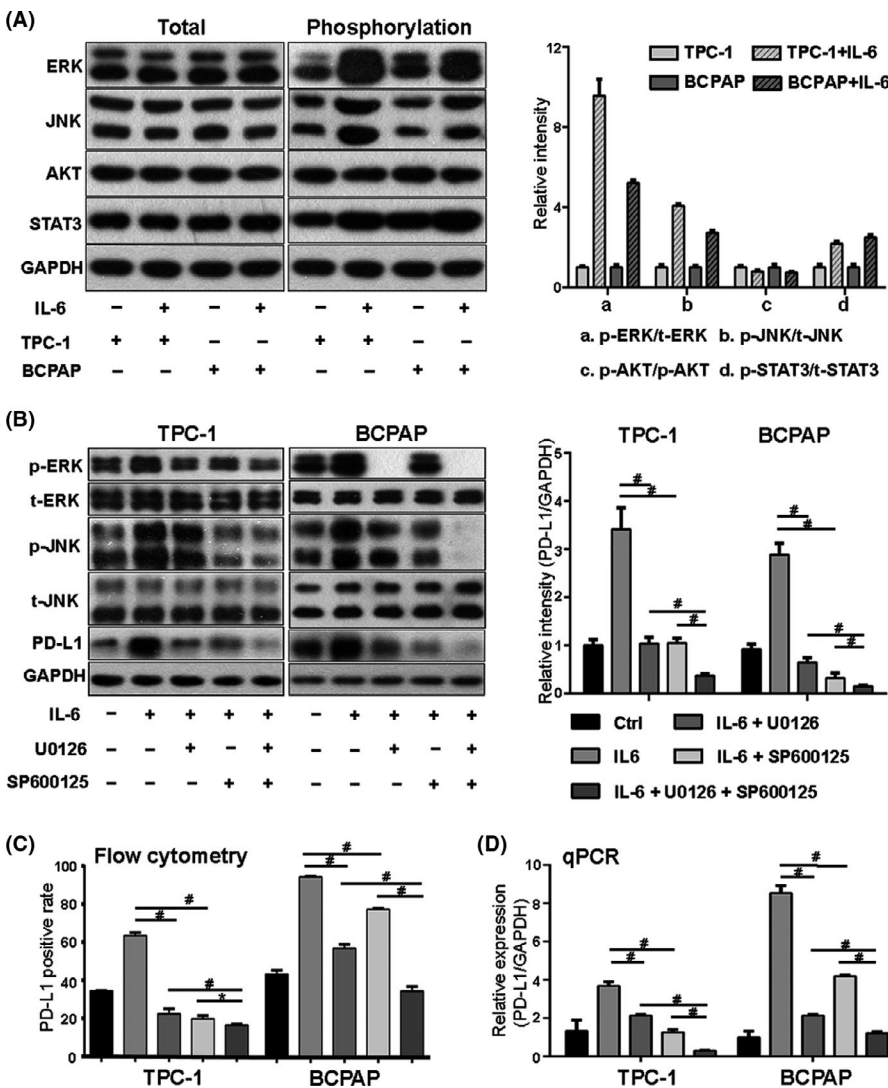 (A)
Total Phosphorylation
ERK
JNK
AKT
STAT3
GAPDH
IL-6 − + − + − + − +
TPC-1 + + − − + + − −
BCPAP − − + + − − + +
TPC-1 TPC-1+IL-6
BCPAP BCPAP+IL-6
Relative intensity
12
8
4
0
a b c d
a. p-ERK/t-ERK b. p-JNK/t-JNK
c. p-AKT/p-AKT d. p-STAT3/t-STAT3
(B)
TPC-1 BCPAP
p-ERK
t-ERK
p-JNK
t-JNK
PD-L1
GAPDH
IL-6 − + + + + − + + + +
U0126 − − + − + − − + − +
SP600125 − − − + + − − − + +
Relative intensity (PD-L1/GAPDH)
5
4
3
2
1
0
TPC-1 BCPAP
# # # #
# # # #
Ctrl IL-6 + U0126
IL6 IL-6 + SP600125
IL-6 + U0126 + SP600125
(C) Flow cytometry
PD-L1 positive rate
100
80
60
40
20
0
# # # *
# # # #
TPC-1 BCPAP
(D) qPCR
Relative expression
(PD-L1/GAPDH)
10
8
6
4
2
0
# # # #
# # # #
TPC-1 BCPAP